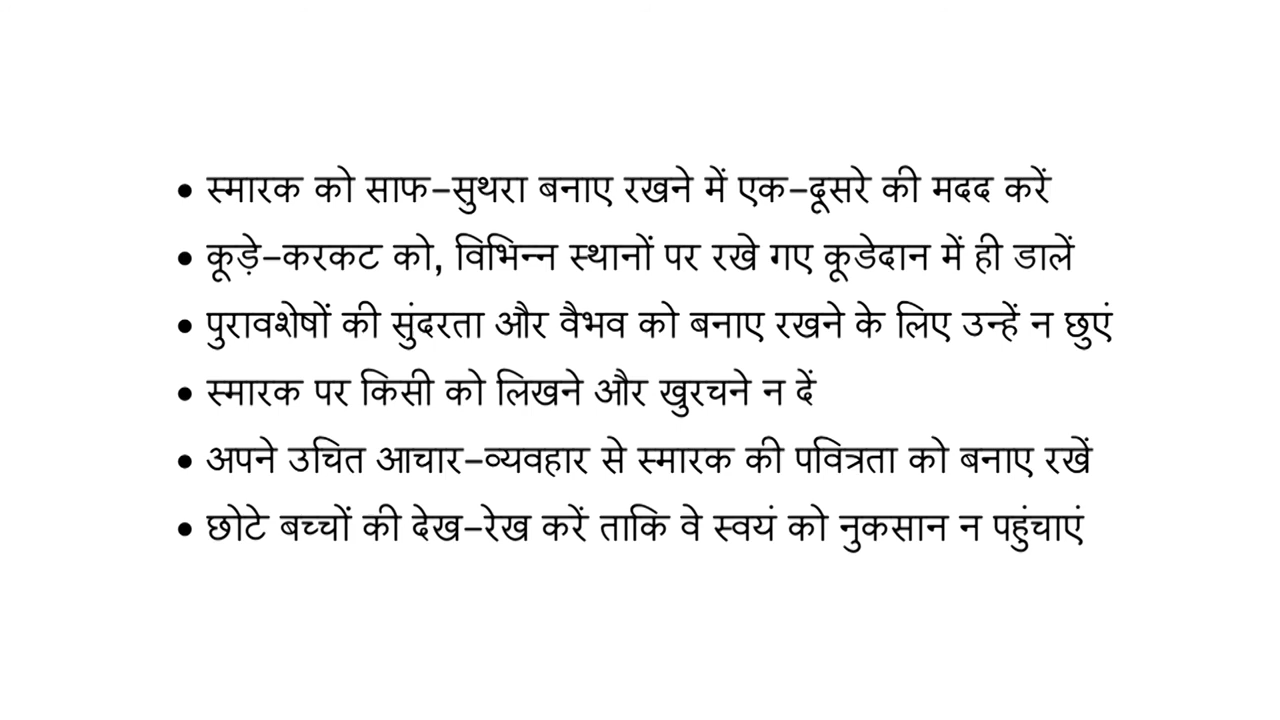 • स्मारक को साफ-सुथरा बनाए रखने में एक-दूसरे की मदद करें
• कूड़े-करकट को, विभिन्न स्थानों पर रखे गए कूडेदान में ही डालें
• पुरावशेषों की सुंदरता और वैभव को बनाए रखने के लिए उन्हें न छुएं
• स्मारक पर किसी को लिखने और खुरचने न दें
• अपने उचित आचार-व्यवहार से स्मारक की पवित्रता को बनाए रखें
• छोटे बच्चों की देख-रेख करें ताकि वे स्वयं को नुकसान न पहुंचाएं